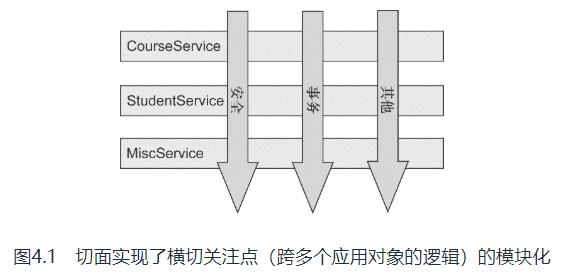 CourseService
StudentService
MiscService
安全
事务
其他
图4.1 切面实现了横切关注点（跨多个应用对象的逻辑）的模块化